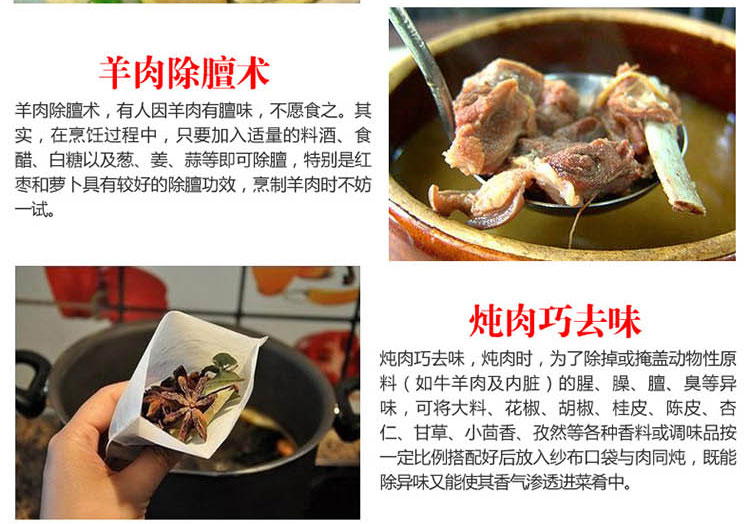 羊肉除膻术
羊肉除膻术，有人因羊肉有膻味，不愿食之。其
实，在烹饪过程中，只要加入适量的料酒、食
醋、白糖以及葱、姜、蒜等即可除膻，特别是红
枣和萝卜具有较好的除膻功效，烹制羊肉时不妨
一试。
炖肉巧去味
炖肉巧去味，炖肉时，为了除掉或掩盖动物性原
料（如牛羊肉及内脏）的腥、臊、膻、臭等异
味，可将大料、花椒、胡椒、桂皮、陈皮、杏
仁、甘草、小茴香、孜然等各种香料或调味品按
一定比例搭配好后放入纱布口袋与肉同炖，既能
除异味又能使其香气渗透进菜肴中。